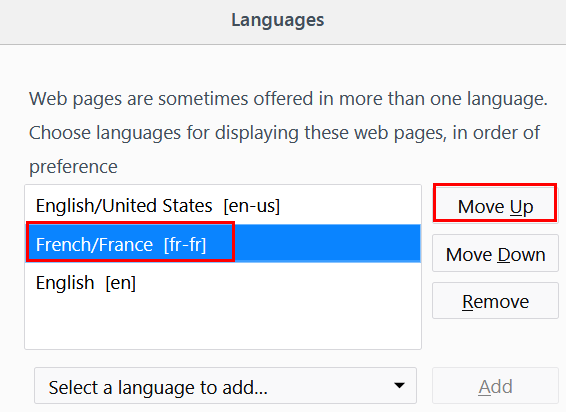 Languages
Web pages are sometimes offered in more than one language.
Choose languages for displaying these web pages, in order of
preference
English/United States [en-us]
French/France [fr-fr]
English [en]
Move Up
Move Down
Remove
Select a language to add...
Add